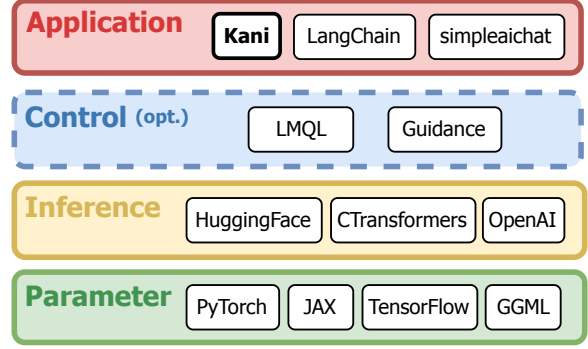 Application Kani LangChain simpleaichat
Control (opt.) LMQL Guidance
Inference HuggingFace CTransformers OpenAI
Parameter PyTorch JAX TensorFlow GGML